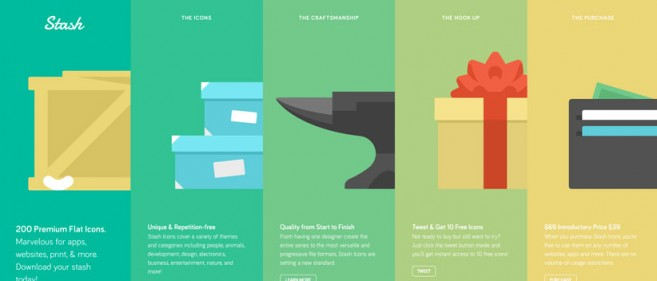 Stash
THE ICONS
THE CRAFTSMANSHIP
THE HOOK UP
THE PURCHASE
200 Premium Flat Icons.
Marvelous for apps,
websites, print, & more.
Download your stash
today!
Unique & Repetition-free
Stash Icons cover a variety of themes
and categories including people, animals,
development, design, electronics,
business, entertainment, nature, and
more!
Quality from Start to Finish
From having one designer create the
entire series to the most versatile and
progressive file formats, Stash Icons are
setting a new standard.
LEARN MORE
Tweet & Get 10 Free Icons
Not ready to buy but still want to try?
Just click the tweet button inside and
you'll get instant access to 10 free icons!
TWEET
Introductory Price $39
When you purchase Stash Icons you're
free to use them on any number of
websites, apps and more. There are no
volume or usage restrictions.
PURCHASE